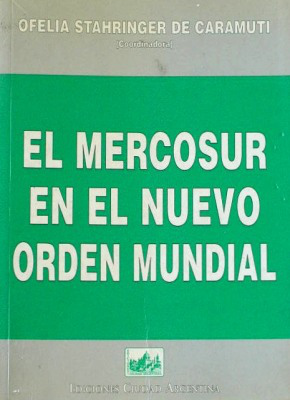 OFELIA STAHRINGER DE CARAMUTI
[Coordinadora]
EL MERCOSUR
EN EL NUEVO
ORDEN MUNDIAL
EDICIONES CIUDAD ARGENTINA